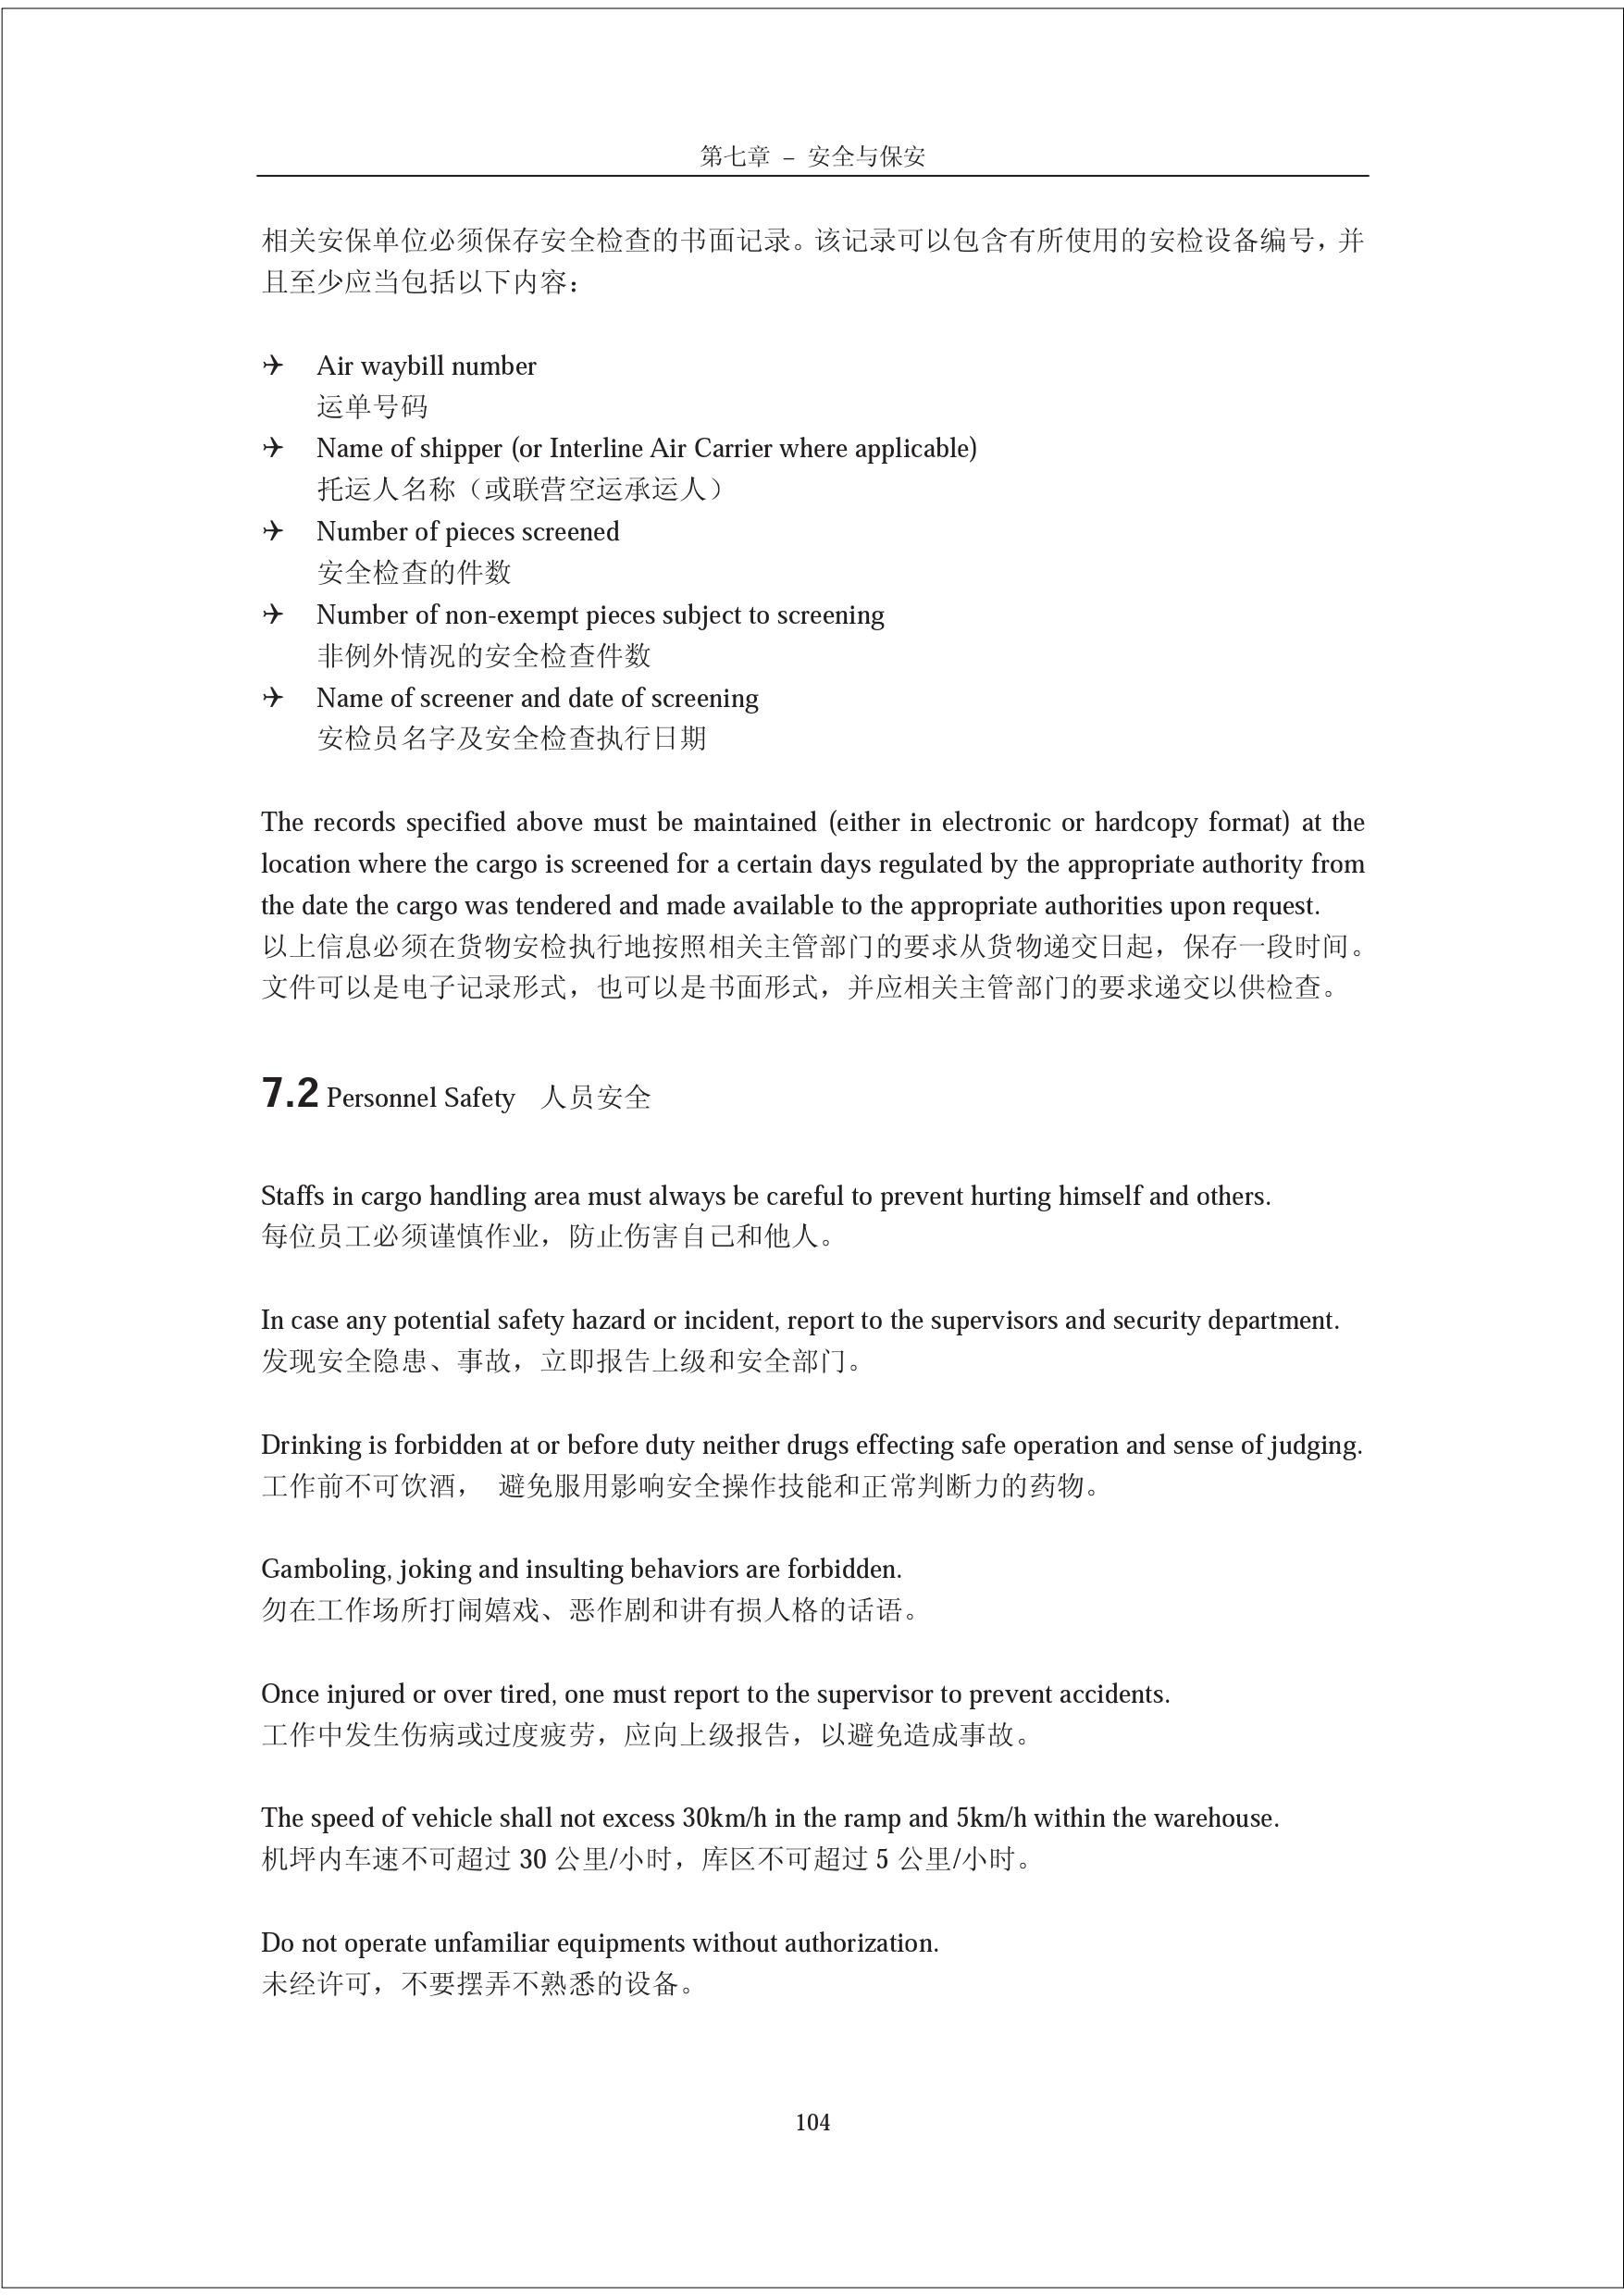 第七章 – 安全与保安
相关安保单位必须保存安全检查的书面记录。该记录可以包含有所使用的安检设备编号，并
且至少应当包括以下内容：
✈ Air waybill number
运单号码
✈ Name of shipper (or Interline Air Carrier where applicable)
托运人名称（或联营空运承运人）
✈ Number of pieces screened
安全检查的件数
✈ Number of non-exempt pieces subject to screening
非例外情况的安全检查件数
✈ Name of screener and date of screening
安检员名字及安全检查执行日期
The records specified above must be maintained (either in electronic or hardcopy format) at the
location where the cargo is screened for a certain days regulated by the appropriate authority from
the date the cargo was tendered and made available to the appropriate authorities upon request.
以上信息必须在货物安检执行地按照相关主管部门的要求从货物递交日起，保存一段时间。
文件可以是电子记录形式，也可以是书面形式，并应相关主管部门的要求递交以供检查。
7.2 Personnel Safety 人员安全
Staffs in cargo handling area must always be careful to prevent hurting himself and others.
每位员工必须谨慎作业，防止伤害自己和他人。
In case any potential safety hazard or incident, report to the supervisors and security department.
发现安全隐患、事故，立即报告上级和安全部门。
Drinking is forbidden at or before duty neither drugs effecting safe operation and sense of judging.
工作前不可饮酒， 避免服用影响安全操作技能和正常判断力的药物。
Gamboling, joking and insulting behaviors are forbidden.
勿在工作场所打闹嬉戏、恶作剧和讲有损人格的话语。
Once injured or over tired, one must report to the supervisor to prevent accidents.
工作中发生伤病或过度疲劳，应向上级报告，以避免造成事故。
The speed of vehicle shall not excess 30km/h in the ramp and 5km/h within the warehouse.
机坪内车速不可超过 30 公里/小时，库区不可超过 5 公里/小时。
Do not operate unfamiliar equipments without authorization.
未经许可，不要摆弄不熟悉的设备。
104